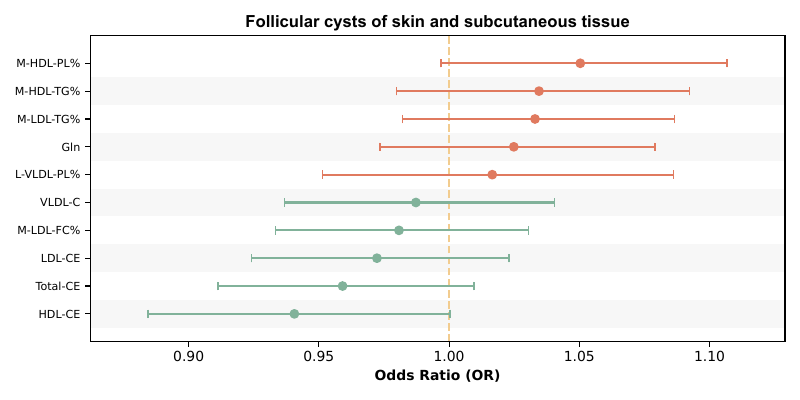 Follicular cysts of skin and subcutaneous tissue
M-HDL-PL%
M-HDL-TG%
M-LDL-TG%
Gln
L-VLDL-PL%
VLDL-C
M-LDL-FC%
LDL-CE
Total-CE
HDL-CE
0.90 0.95 1.00 1.05 1.10
Odds Ratio (OR)